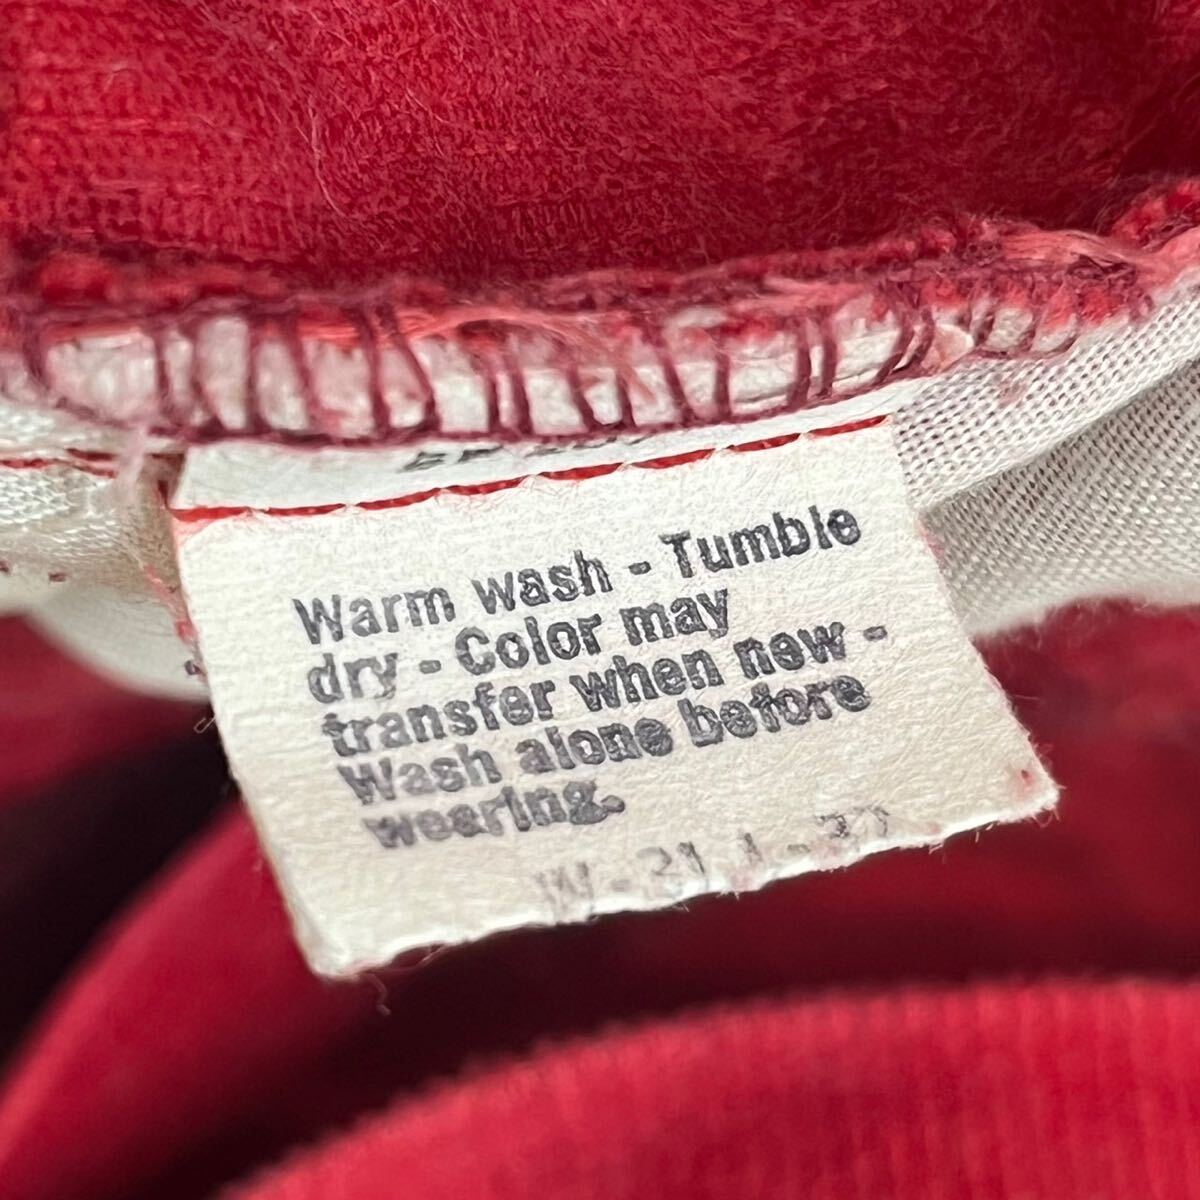 Warm wash - Tumble
dry - Color may
transfer when new -
Wash alone before
wearing.